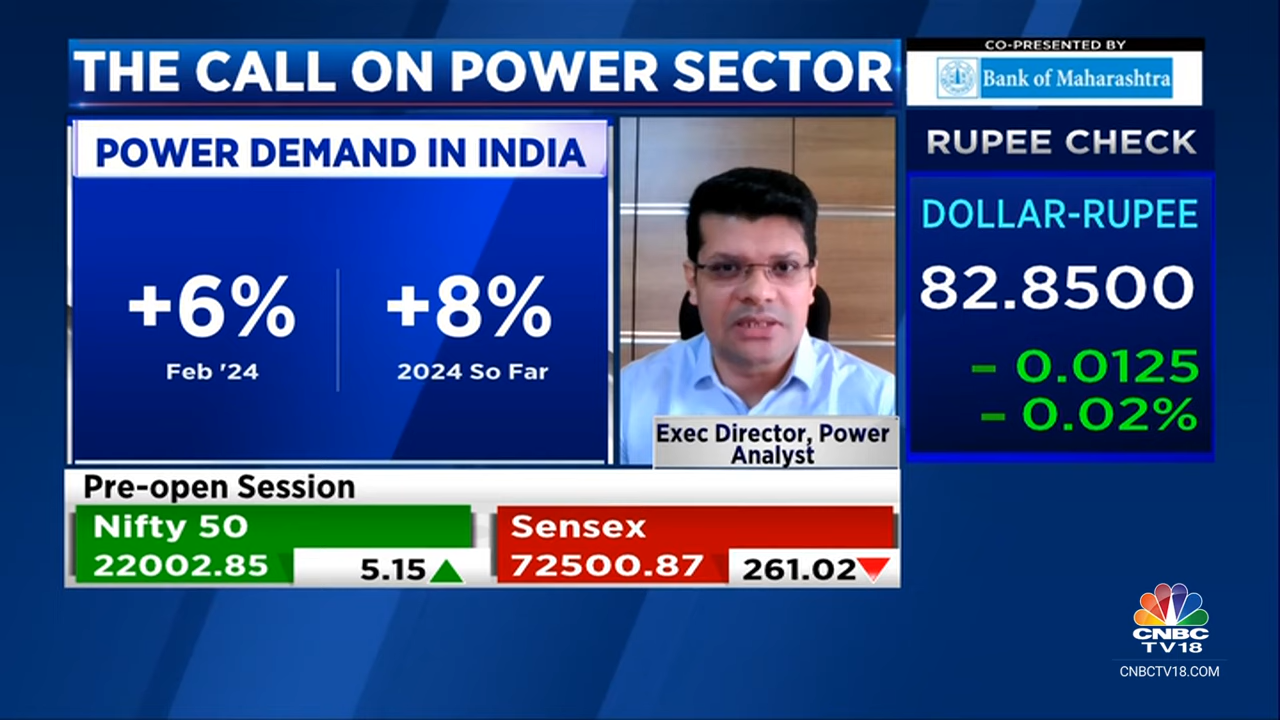 THE CALL ON POWER SECTOR
POWER DEMAND IN INDIA
+6%
Feb '24
+8%
2024 So Far
Exec Director, Power
Analyst
Pre-open Session
Nifty 50
22002.85
5.15
Sensex
72500.87
261.02
CO-PRESENTED BY
Bank of Maharashtra
RUPEE CHECK
DOLLAR-RUPEE
82.8500
- 0.0125
- 0.02%
CNBC
TV18
CNBCTV18.COM